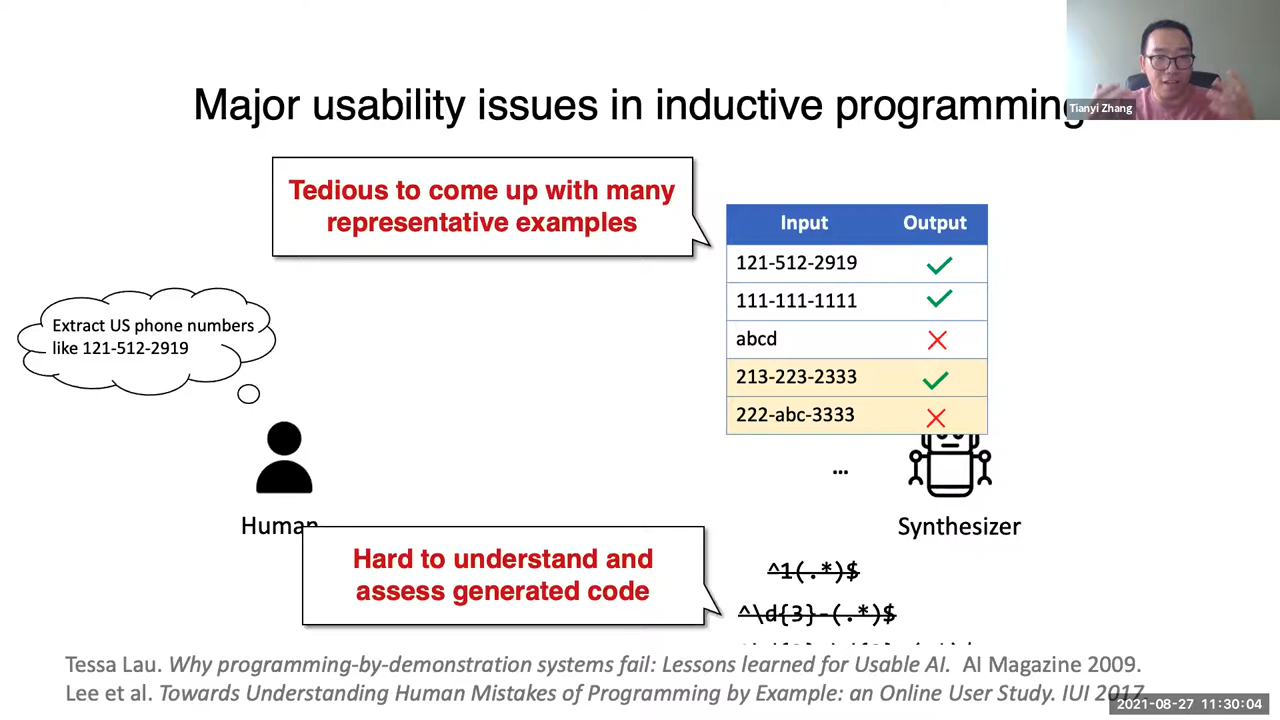 Major usability issues in inductive programming
Tianyi Zhang
Tedious to come up with many
representative examples
Input Output
121-512-2919
111-111-1111
abcd
213-223-2333
222-abc-3333
...
Extract US phone numbers
like 121-512-2919
Human
Synthesizer
Hard to understand and
assess generated code
^1(.*)$
^\d{3}-(.*)$
Tessa Lau. Why programming-by-demonstration systems fail: Lessons learned for Usable AI. AI Magazine 2009.
Lee et al. Towards Understanding Human Mistakes of Programming by Example: an Online User Study. IUI 2017.
2021-08-27 11:30:04